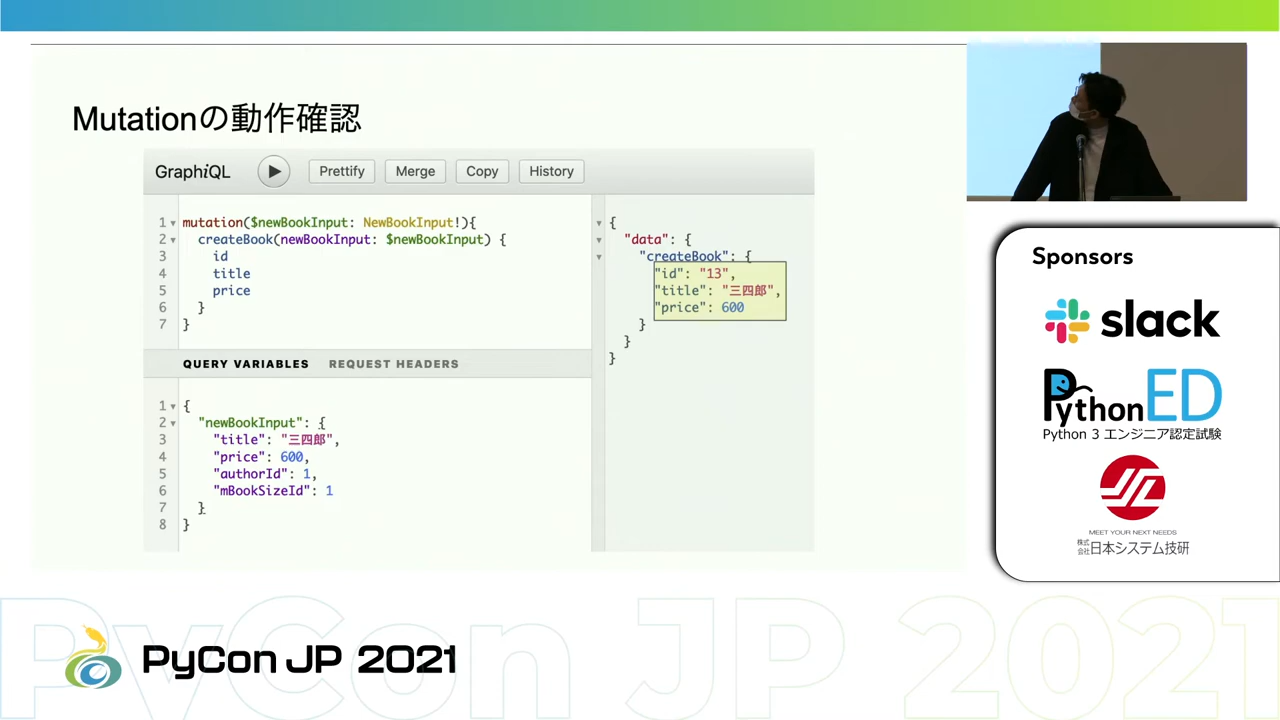 Mutationの動作確認
GraphiQL
Prettify
Merge
Copy
History
1 mutation($newBookInput: NewBookInput!){
2 createBook(newBookInput: $newBookInput) {
3 id
4 title
5 price
6 }
7 }
QUERY VARIABLES REQUEST HEADERS
1 {
2 "newBookInput": {
3 "title": "三四郎",
4 "price": 600,
5 "authorId": 1,
6 "mBookSizeId": 1
7 }
8 }
{
"data": {
"createBook": {
"id": "13",
"title": "三四郎",
"price": 600
}
}
}
Sponsors
slack
PythonED
Python 3 エンジニア認定試験
MEET YOUR NEXT NEEDS
株式会社日本システム技研
PyCon JP 2021
PyCon JP 2021